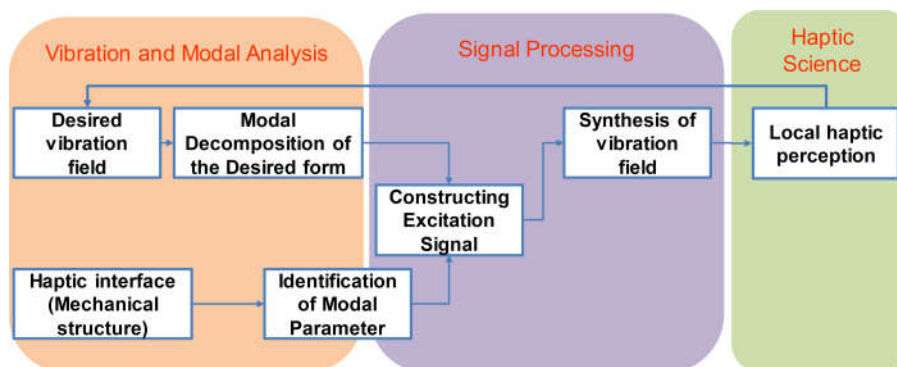 Vibration and Modal Analysis
Signal Processing
Haptic
Science
Desired
vibration
field
Modal
Decomposition of
the Desired form
Synthesis of
vibration
field
Local haptic
perception
Constructing
Excitation
Signal
Haptic interface
(Mechanical
structure)
Identification
of Modal
Parameter